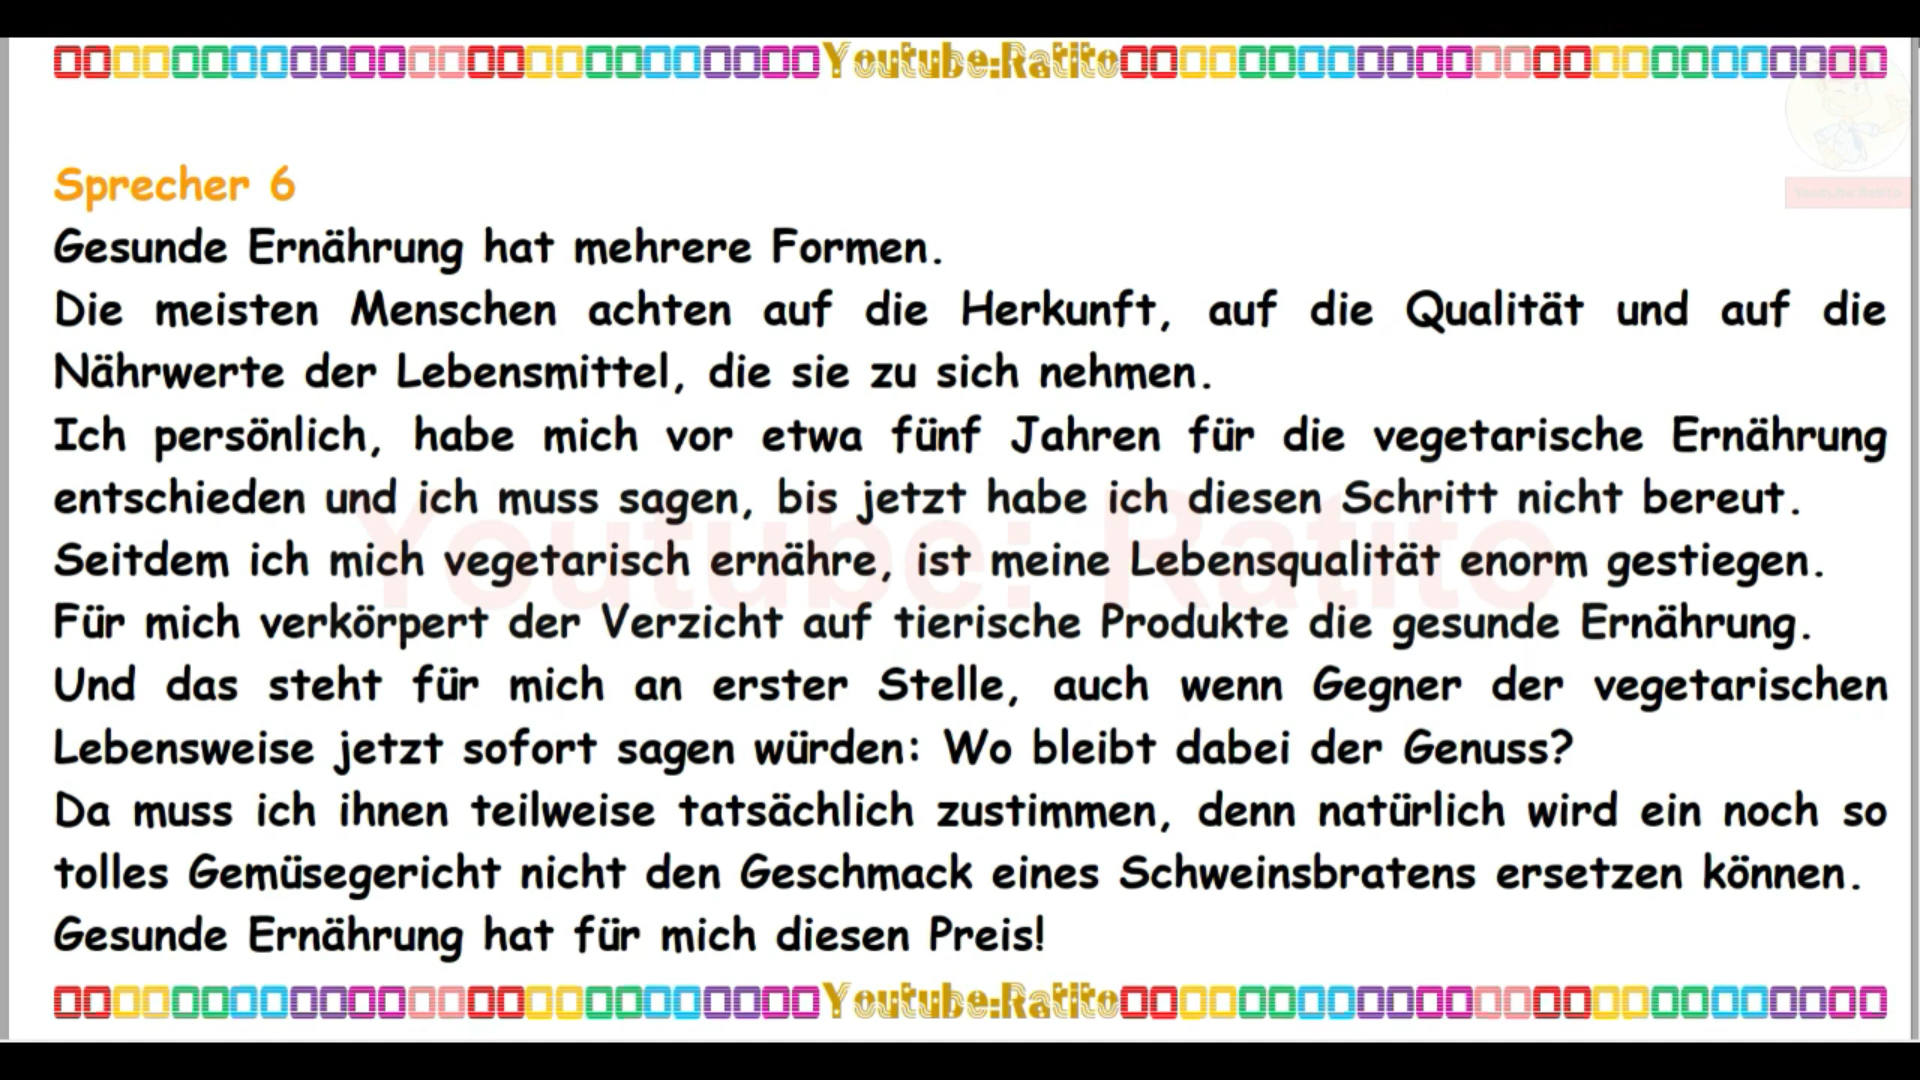 Youtube:Ratito
Youtube:Ratito
Sprecher 6
Gesunde Ernährung hat mehrere Formen.
Die meisten Menschen achten auf die Herkunft, auf die Qualität und auf die
Nährwerte der Lebensmittel, die sie zu sich nehmen.
Ich persönlich, habe mich vor etwa fünf Jahren für die vegetarische Ernährung
entschieden und ich muss sagen, bis jetzt habe ich diesen Schritt nicht bereut.
Youtube: Ratito
Seitdem ich mich vegetarisch ernähre, ist meine Lebensqualität enorm gestiegen.
Für mich verkörpert der Verzicht auf tierische Produkte die gesunde Ernährung.
Und das steht für mich an erster Stelle, auch wenn Gegner der vegetarischen
Lebensweise jetzt sofort sagen würden: Wo bleibt dabei der Genuss?
Da muss ich ihnen teilweise tatsächlich zustimmen, denn natürlich wird ein noch so
tolles Gemüsegericht nicht den Geschmack eines Schweinsbratens ersetzen können.
Gesunde Ernährung hat für mich diesen Preis!
Youtube:Ratito